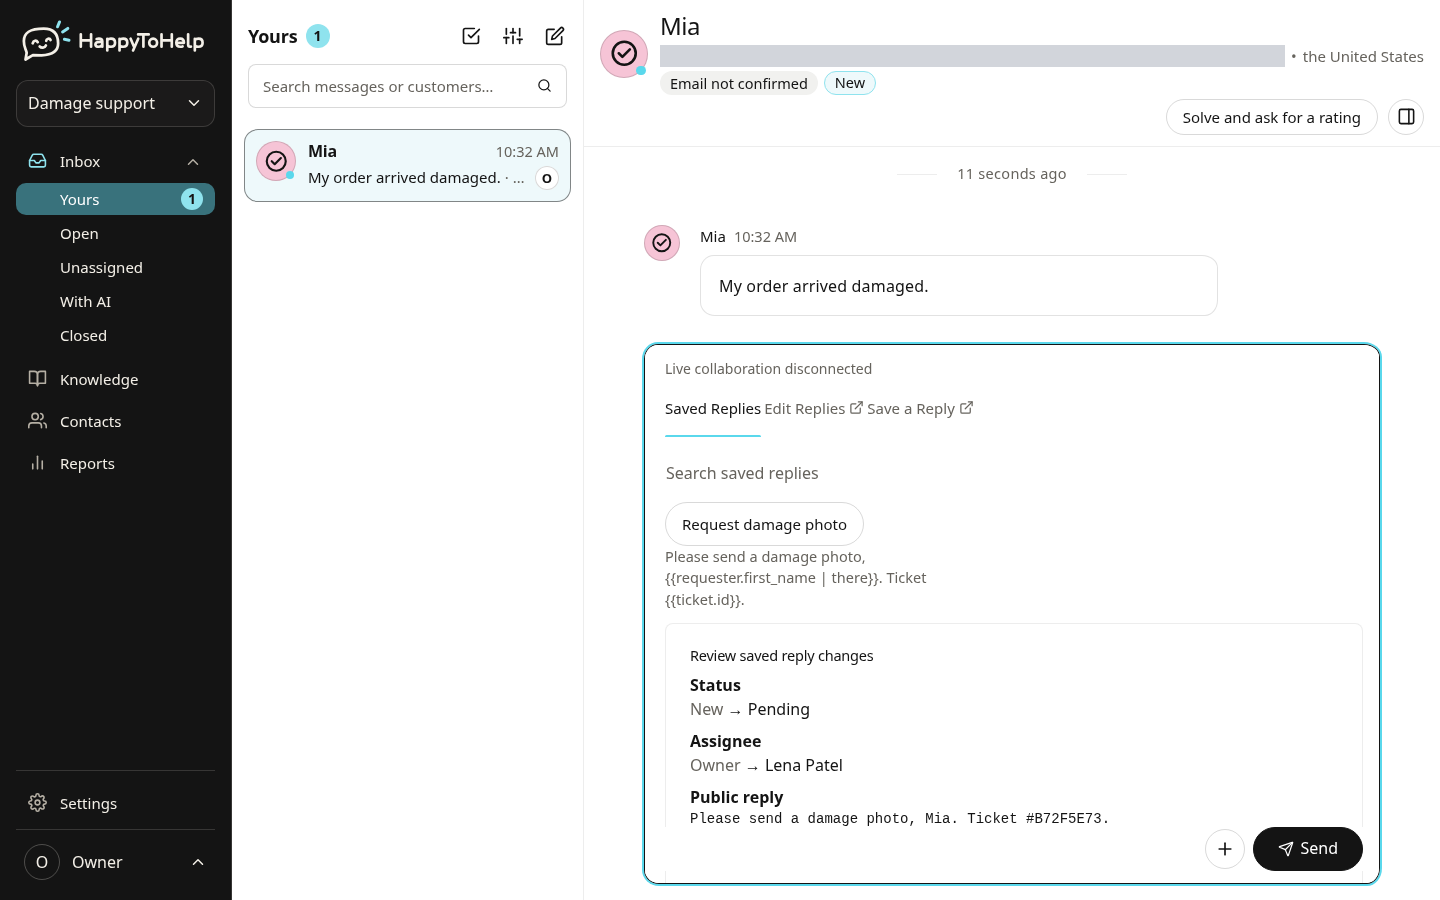 HappyToHelp
Damage support
Inbox
Yours 1
Open
Unassigned
With AI
Closed
Knowledge
Contacts
Reports
Settings
O Owner
Yours 1
Search messages or customers...
Mia 10:32 AM
My order arrived damaged. · ... O
Mia
• the United States
Email not confirmed New
Solve and ask for a rating
11 seconds ago
Mia 10:32 AM
My order arrived damaged.
Live collaboration disconnected
Saved Replies Edit Replies Save a Reply
Search saved replies
Request damage photo
Please send a damage photo,
{{requester.first_name | there}}. Ticket
{{ticket.id}}.
Review saved reply changes
Status
New → Pending
Assignee
Owner → Lena Patel
Public reply
Please send a damage photo, Mia. Ticket #B72F5E73.
Send